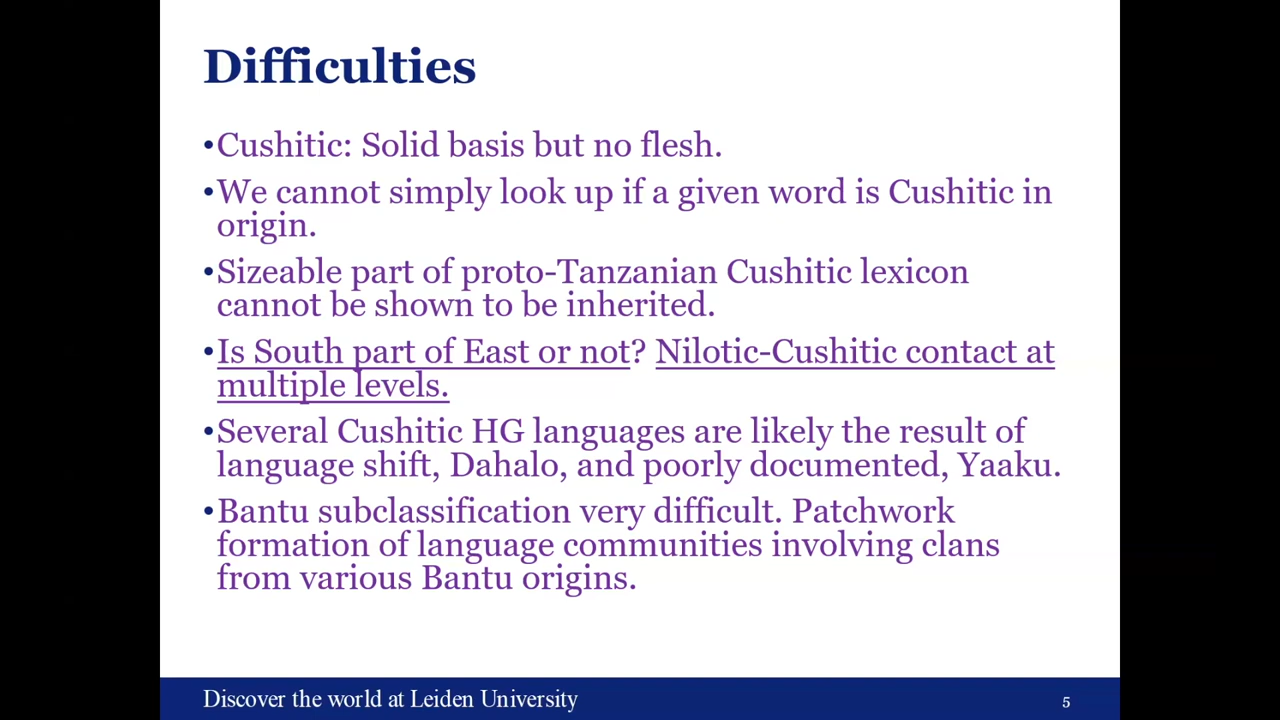 Difficulties
•Cushitic: Solid basis but no flesh.
•We cannot simply look up if a given word is Cushitic in
origin.
•Sizeable part of proto-Tanzanian Cushitic lexicon
cannot be shown to be inherited.
•Is South part of East or not? Nilotic-Cushitic contact at
multiple levels.
•Several Cushitic HG languages are likely the result of
language shift, Dahalo, and poorly documented, Yaaku.
•Bantu subclassification very difficult. Patchwork
formation of language communities involving clans
from various Bantu origins.
Discover the world at Leiden University
5